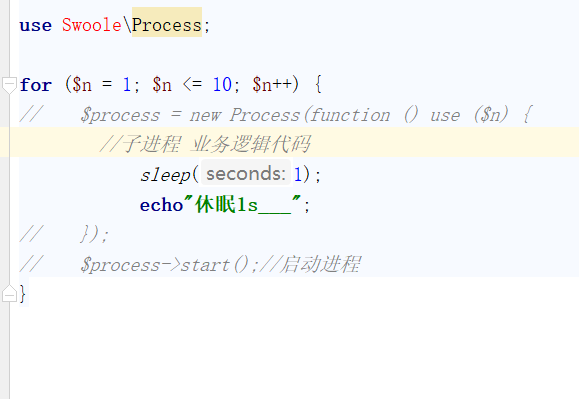 use Swoole\Process;
for ($n = 1; $n <= 10; $n++) {
//    $process = new Process(function () use ($n) {
//子进程 业务逻辑代码
sleep( seconds: 1);
echo"休眠1s___";
//    });
//    $process->start();//启动进程
}